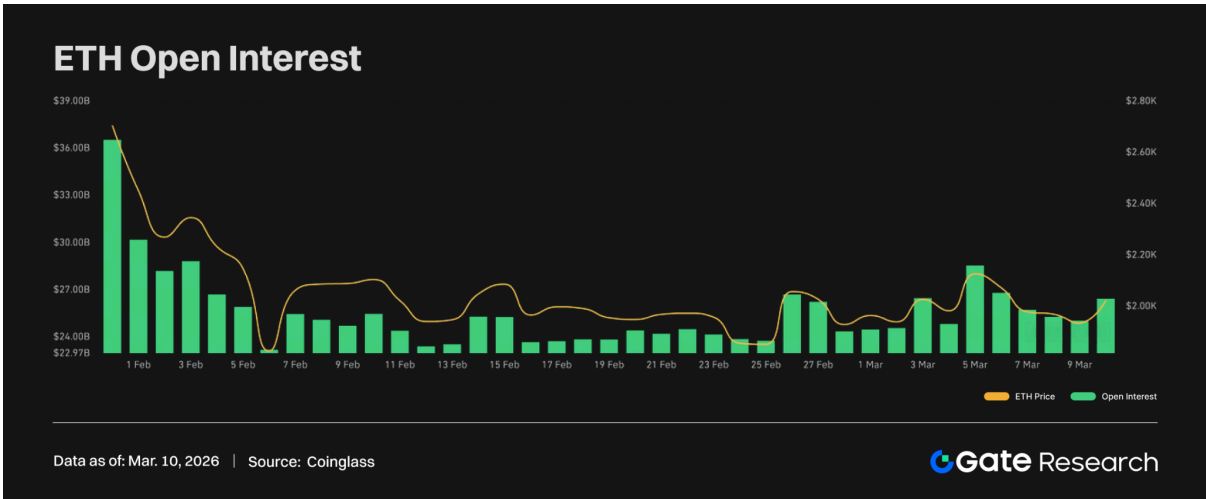 ETH Open Interest
$39.00B
$36.00B
$33.00B
$30.00B
$27.00B
$24.00B
$22.97B
$2.80K
$2.60K
$2.40K
$2.20K
$2.00K
1 Feb 3 Feb 5 Feb 7 Feb 9 Feb 11 Feb 13 Feb 15 Feb 17 Feb 19 Feb 21 Feb 23 Feb 25 Feb 27 Feb 1 Mar 3 Mar 5 Mar 7 Mar 9 Mar
ETH Price Open Interest
Data as of: Mar. 10, 2026 | Source: Coinglass
Gate Research